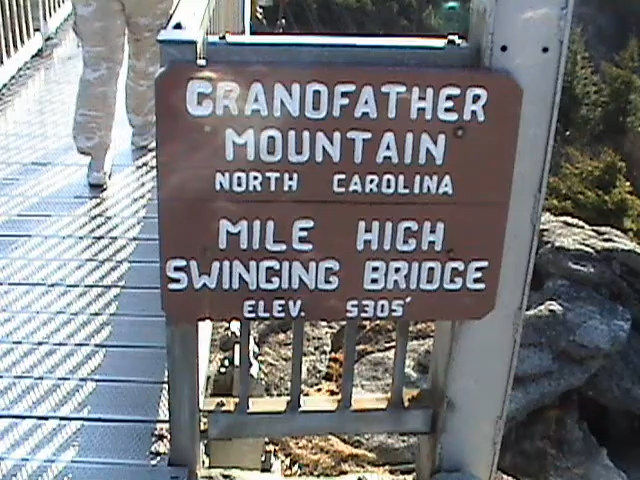 GRANDFATHER
MOUNTAIN
NORTH CAROLINA
MILE HIGH
SWINGING BRIDGE
ELEV. 5305'